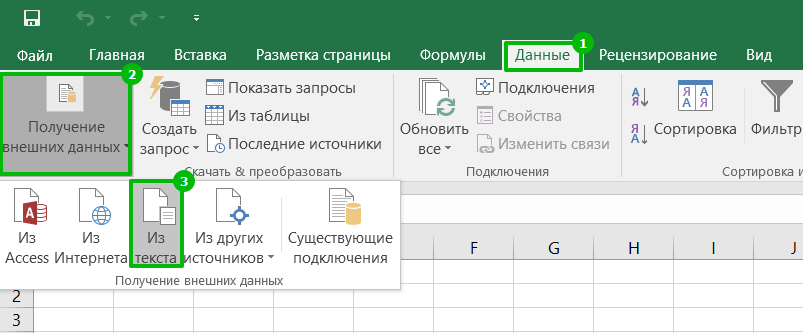 Файл Главная Вставка Разметка страницы Формулы Данные 1 Рецензирование Вид
2
Получение
внешних данных
Создать
запрос
Показать запросы
Из таблицы
Последние источники
Скачать & преобразовать
Обновить
все
Подключения
Свойства
Изменить связи
Подключения
А
Я
Я
А
Я А
А Я
Сортировка
Фильтр
Сортировка и
3
Из
Access
Из
Интернета
Из
текста
Из других
источников
Существующие
подключения
Получение внешних данных
F G H I J
2
3